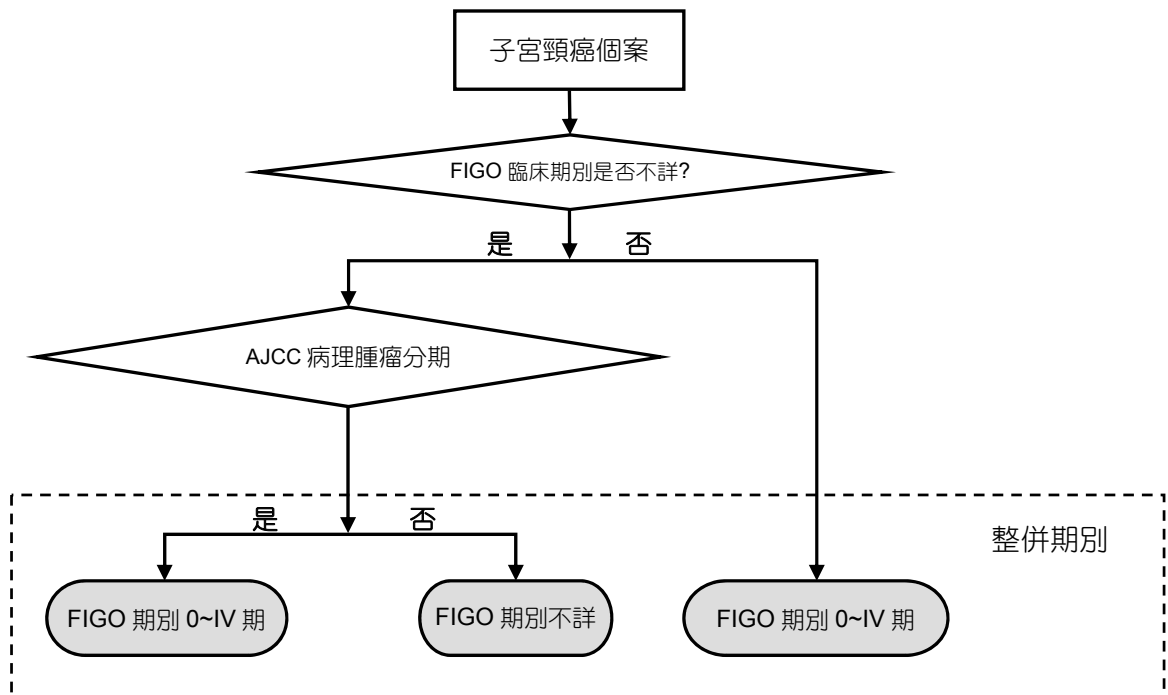 子宮頸癌個案
FIGO 臨床期別是否不詳?
是 否
AJCC 病理腫瘤分期
是 否
整併期別
FIGO 期別 0~IV 期
FIGO 期別不詳
FIGO 期別 0~IV 期